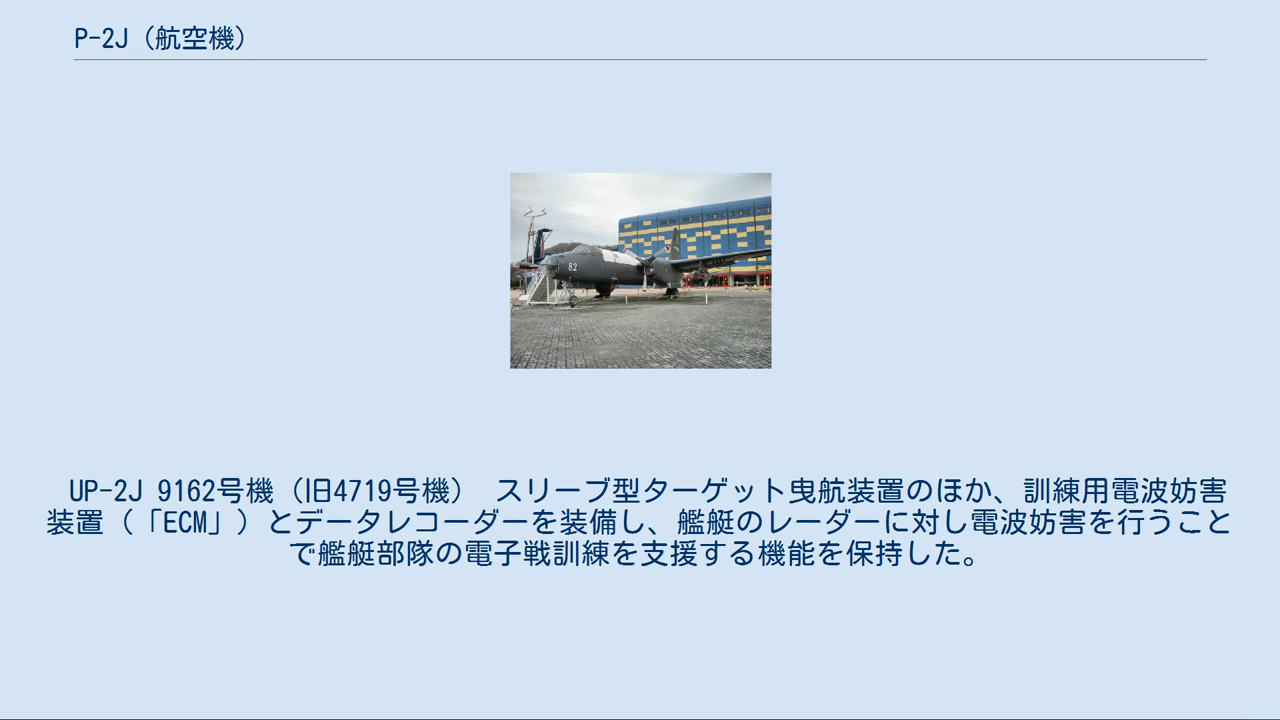 P-2J（航空機）
82
UP-2J 9162号機（旧4719号機） スリーブ型ターゲット曳航装置のほか、訓練用電波妨害
装置（「ECM」）とデータレコーダーを装備し、艦艇のレーダーに対し電波妨害を行うこと
で艦艇部隊の電子戦訓練を支援する機能を保持した。